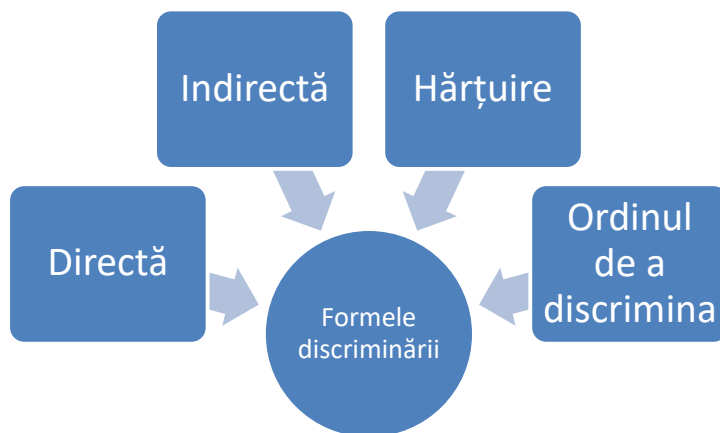 Indirectă
Hărțuire
Directă
Ordinul
de a
discrimina
Formele
discriminării